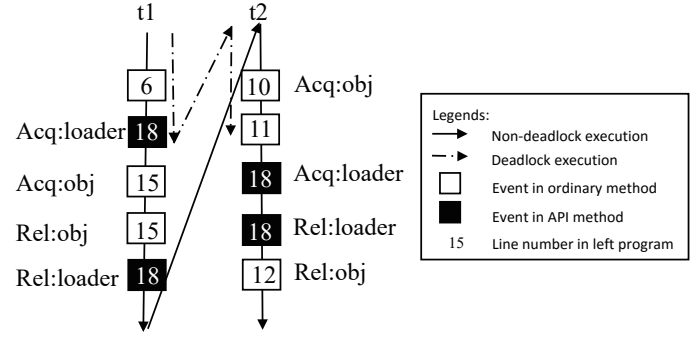 t1 t2
6 10 Acq:obj
Acq:loader 18 11
Acq:obj 15 18 Acq:loader
Rel:obj 15 18 Rel:loader
Rel:loader 18 12 Rel:obj
Legends:
Non-deadlock execution
Deadlock execution
Event in ordinary method
Event in API method
15 Line number in left program